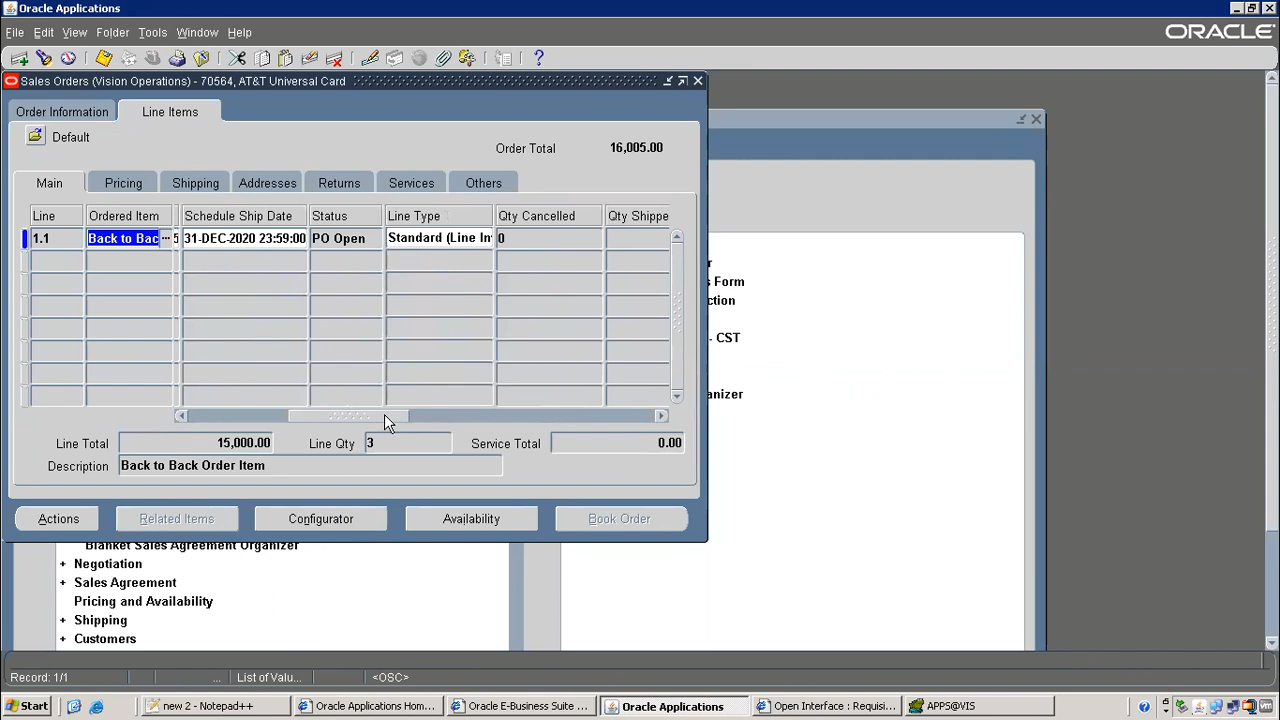 Oracle Applications
File Edit View Folder Tools Window Help
ORACLE
Sales Orders (Vision Operations) - 70564, AT&T Universal Card
Order Information Line Items
Default
Order Total 16,005.00
Main Pricing Shipping Addresses Returns Services Others
Line Ordered Item Schedule Ship Date Status Line Type Qty Cancelled Qty Shippe
1.1 Back to Bac 5 31-DEC-2020 23:59:00 PO Open Standard (Line In 0
r
s Form
ction
- CST
anizer
Line Total 15,000.00 Line Qty 3 Service Total 0.00
Description Back to Back Order Item
Actions Related Items Configurator Availability Book Order
Blanket Sales Agreement Organizer
+ Negotiation
+ Sales Agreement
Pricing and Availability
+ Shipping
+ Customers
Record: 1/1 ... List of Valu... <OSC>
Start new 2 - Notepad++ Oracle Applications Hom... Oracle E-Business Suite ... Oracle Applications Open Interface : Requisi... APPS@VIS